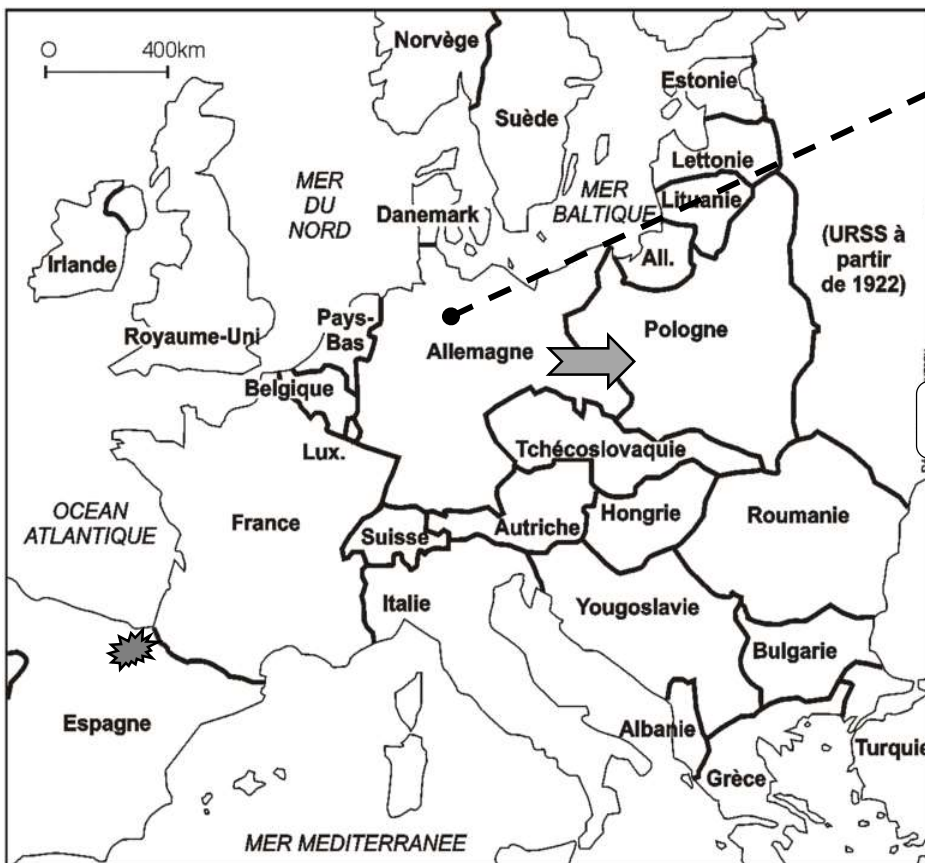 O 400km
Norvège
Estonie
Suède
Lettonie
MER
DU
NORD
MER
BALTIQUE
Lituanie
Danemark
Irlande
All.
(URSS à
partir
de 1922)
Royaume-Uni
Pays-
Bas
Allemagne
Pologne
Belgique
Lux.
Tchécoslovaquie
OCEAN
ATLANTIQUE
France
Suisse
Autriche
Hongrie
Roumanie
Italie
Yougoslavie
Bulgarie
Espagne
Albanie
Turquie
Grèce
MER MEDITERRANEE